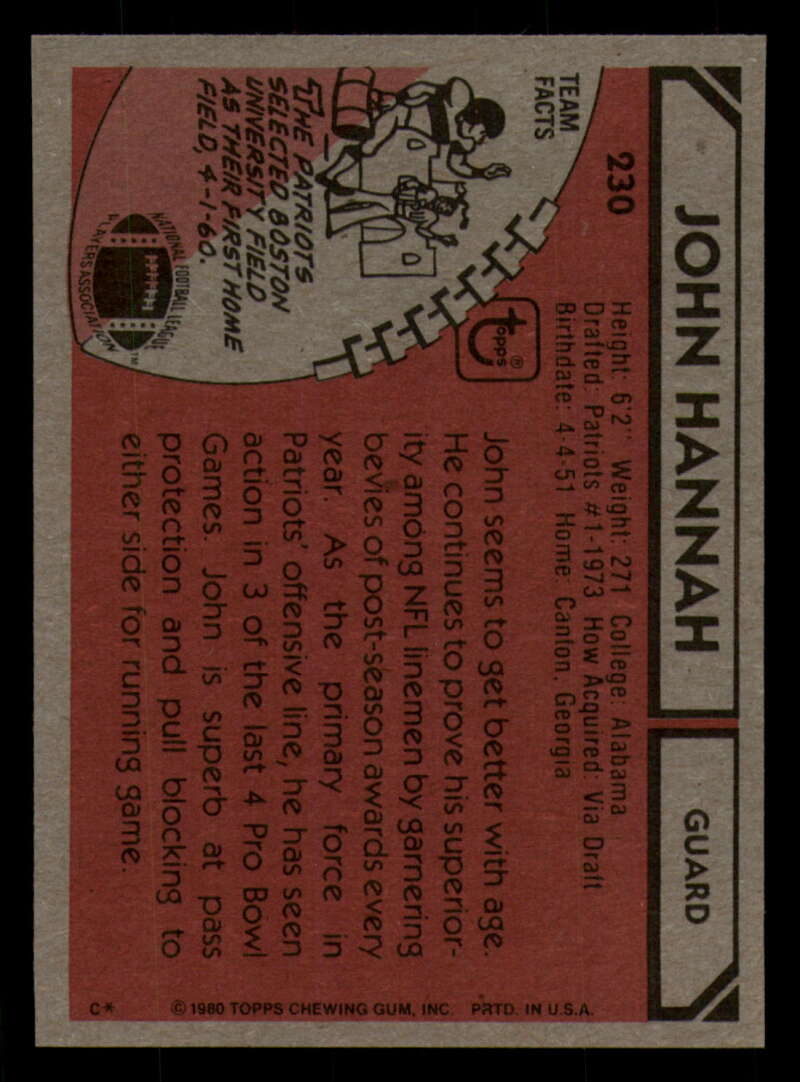 JOHN HANNAH
GUARD
230
Height: 6'2" Weight: 271 College: Alabama
Drafted: Patriots #1-1973 How Acquired: Via Draft
Birthdate: 4-4-51 Home: Canton, Georgia
TEAM
FACTS
THE PATRIOTS
SELECTED BOSTON
UNIVERSITY FIELD
AS THEIR FIRST HOME
FIELD, 4-1-60.
NATIONAL FOOTBALL LEAGUE
PLAYERS ASSOCIATION
TM
topps®
John seems to get better with age.
He continues to prove his superior-
ity among NFL linemen by garnering
bevies of post-season awards every
year. As the primary force in
Patriots' offensive line, he has seen
action in 3 of the last 4 Pro Bowl
Games. John is superb at pass
protection and pull blocking to
either side for running game.
C* © 1980 TOPPS CHEWING GUM, INC. PRTD. IN U.S.A.